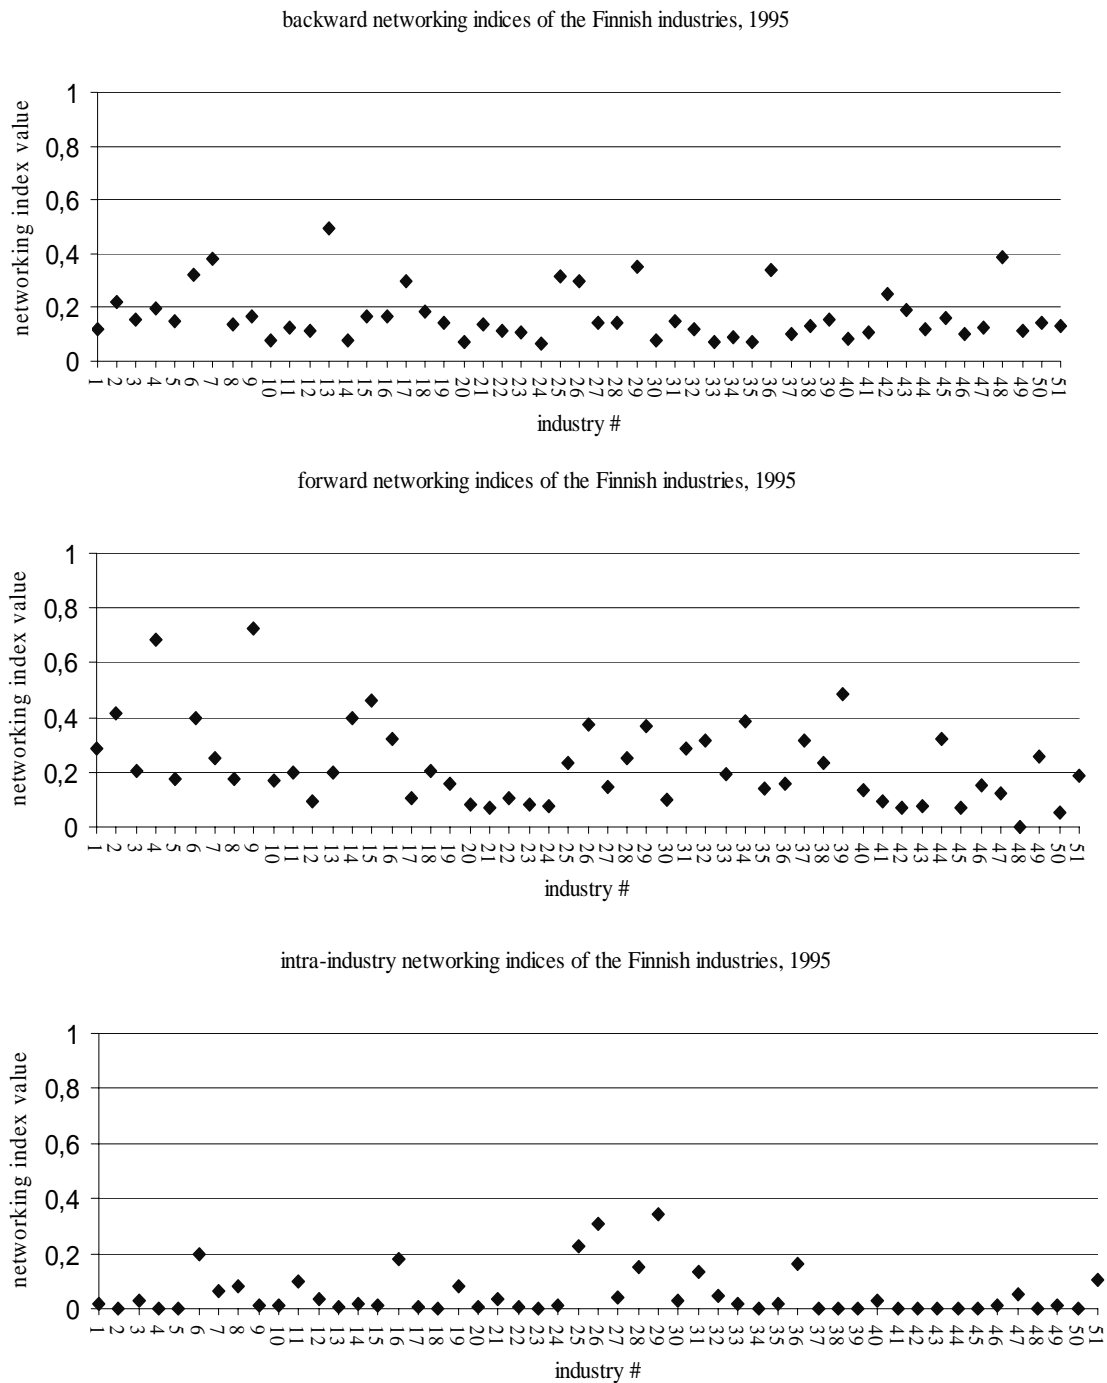 backward networking indices of the Finnish industries, 1995
networking index value
1
0,8
0,6
0,4
0,2
0
1 2 3 4 5 6 7 8 9 10 11 12 13 14 15 16 17 18 19 20 21 22 23 24 25 26 27 28 29 30 31 32 33 34 35 36 37 38 39 40 41 42 43 44 45 46 47 48 49 50 51
industry #
forward networking indices of the Finnish industries, 1995
networking index value
1
0,8
0,6
0,4
0,2
0
1 2 3 4 5 6 7 8 9 10 11 12 13 14 15 16 17 18 19 20 21 22 23 24 25 26 27 28 29 30 31 32 33 34 35 36 37 38 39 40 41 42 43 44 45 46 47 48 49 50 51
industry #
intra-industry networking indices of the Finnish industries, 1995
networking index value
1
0,8
0,6
0,4
0,2
0
1 2 3 4 5 6 7 8 9 10 11 12 13 14 15 16 17 18 19 20 21 22 23 24 25 26 27 28 29 30 31 32 33 34 35 36 37 38 39 40 41 42 43 44 45 46 47 48 49 50 51
industry #